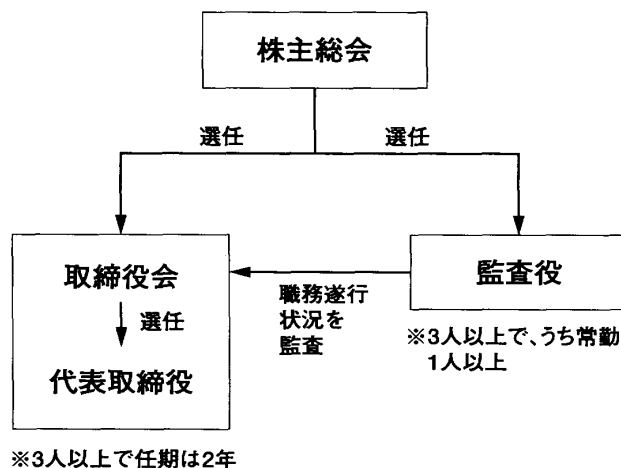 株主総会
選任
選任
取締役会
選任
代表取締役
※3人以上で任期は2年
職務遂行
状況を
監査
監査役
※3人以上で、うち常勤
1人以上